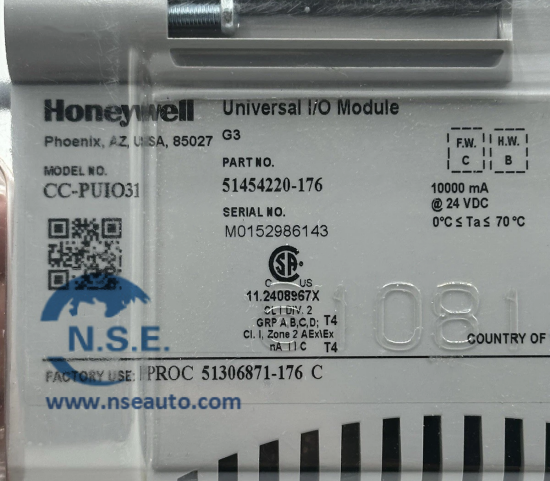 Honeywell
Universal I/O Module
Phoenix, AZ, USA, 85027
G3
MODEL NO.
CC-PUIO31
PART NO.
51454220-176
SERIAL NO.
M0152986143
F.W.
C
H.W.
B
10000 mA
@ 24 VDC
0°C ≤ Ta ≤ 70 °C
C US
11.2408967X
CL I DIV. 2
GRP A,B,C,D; T4
Cl. I, Zone 2 AEx\Ex
nA II C T4
COUNTRY OF
N.S.E.
FACTORY USE: PROC 51306871-176 C
www.nseauto.com